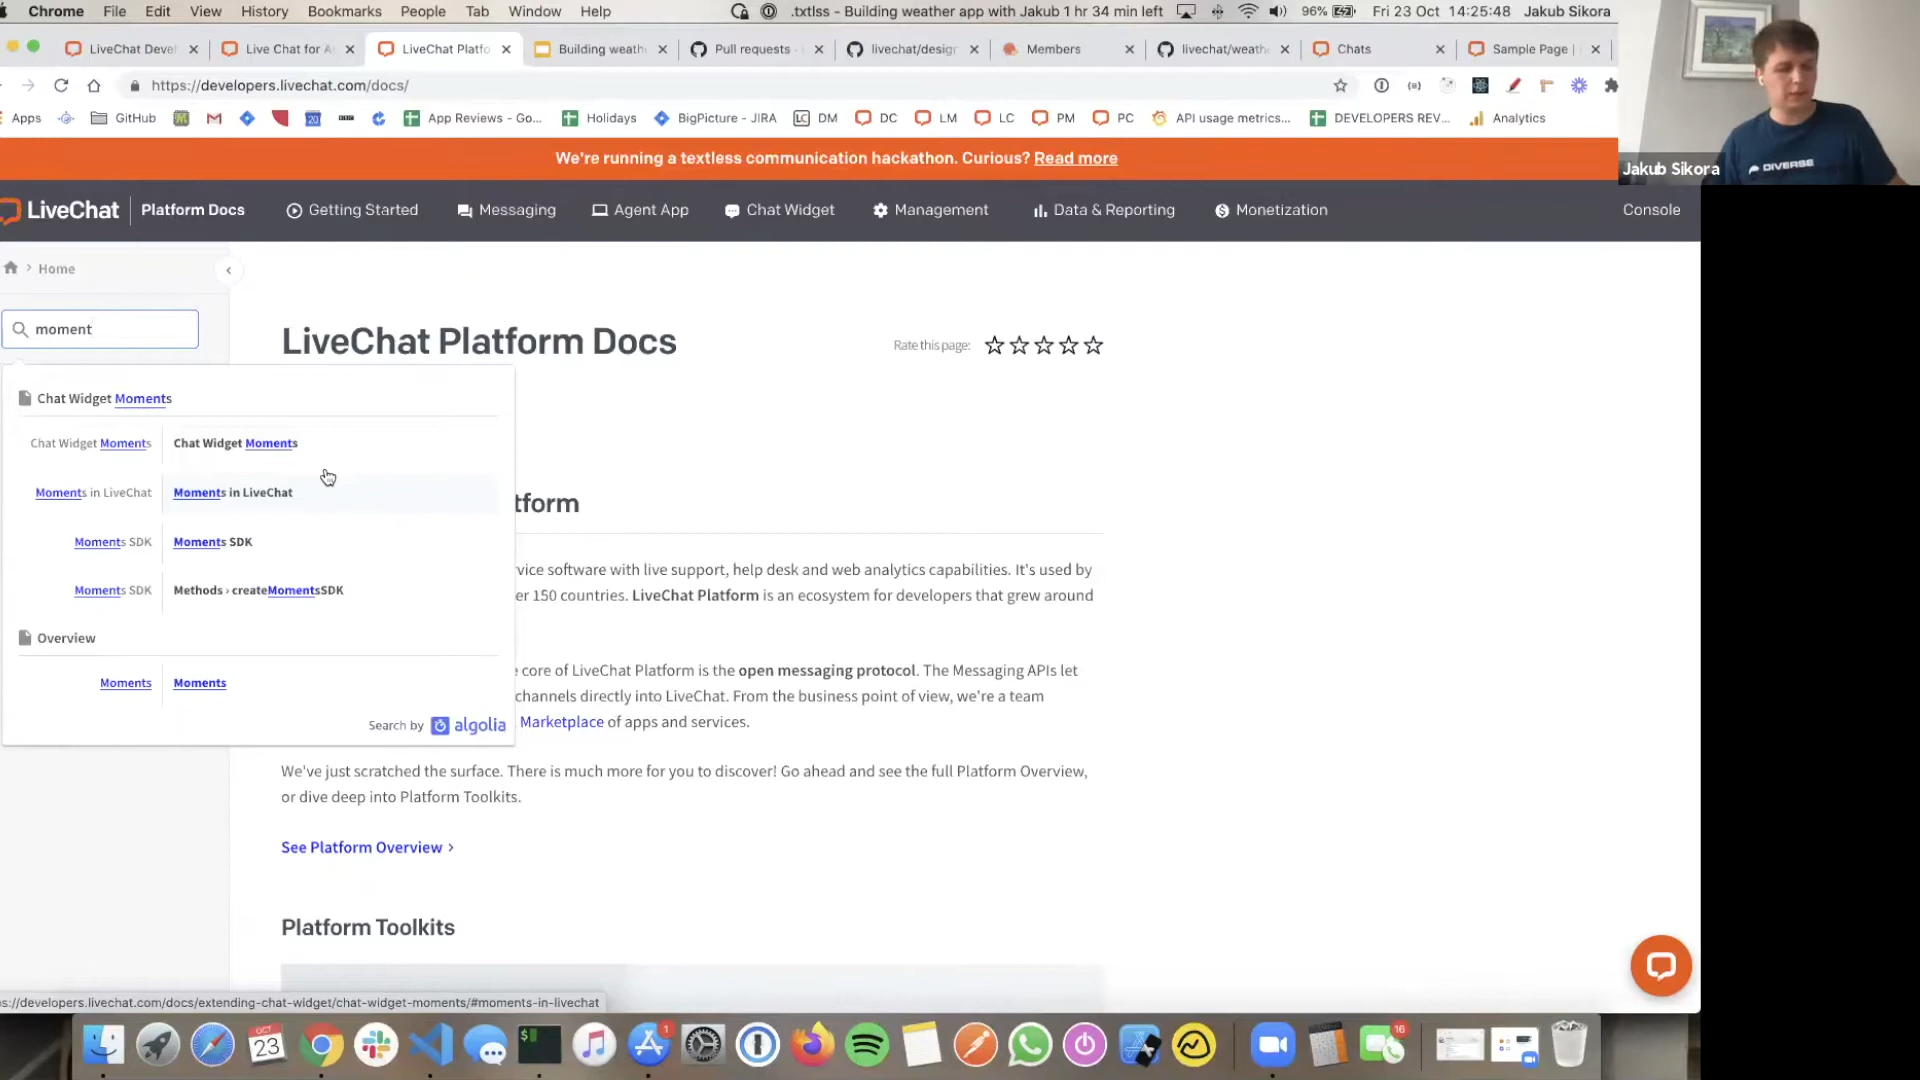 Chrome File Edit View History Bookmarks People Tab Window Help .txtlss - Building weather app with Jakub 1 hr 34 min left 96% Fri 23 Oct 14:25:48 Jakub Sikora
LiveChat Deve Live Chat for A LiveChat Platfo Building weath Pull requests - livechat/desig Members livechat/weath Chats Sample Page |
https://developers.livechat.com/docs/
Apps GitHub 20 App Reviews - Go... Holidays BigPicture - JIRA LC DM DC LM LC PM PC API usage metrics... DEVELOPERS REV... Analytics
DIVERSE
Jakub Sikora
We're running a textless communication hackathon. Curious? Read more
LiveChat Platform Docs Getting Started Messaging Agent App Chat Widget Management Data & Reporting Monetization Console
Home
moment
Chat Widget Moments
Chat Widget Moments Chat Widget Moments
Moments in LiveChat Moments in LiveChat
Moments SDK Moments SDK
Moments SDK Methods › createMomentsSDK
Overview
Moments Moments
Search by algolia
LiveChat Platform Docs
Rate this page:
tform
vice software with live support, help desk and web analytics capabilities. It's used by
er 150 countries. LiveChat Platform is an ecosystem for developers that grew around
core of LiveChat Platform is the open messaging protocol. The Messaging APIs let
channels directly into LiveChat. From the business point of view, we're a team
Marketplace of apps and services.
We've just scratched the surface. There is much more for you to discover! Go ahead and see the full Platform Overview,
or dive deep into Platform Toolkits.
See Platform Overview ›
Platform Toolkits
s://developers.livechat.com/docs/extending-chat-widget/chat-widget-moments/#moments-in-livechat
OCT
23
$
1
16